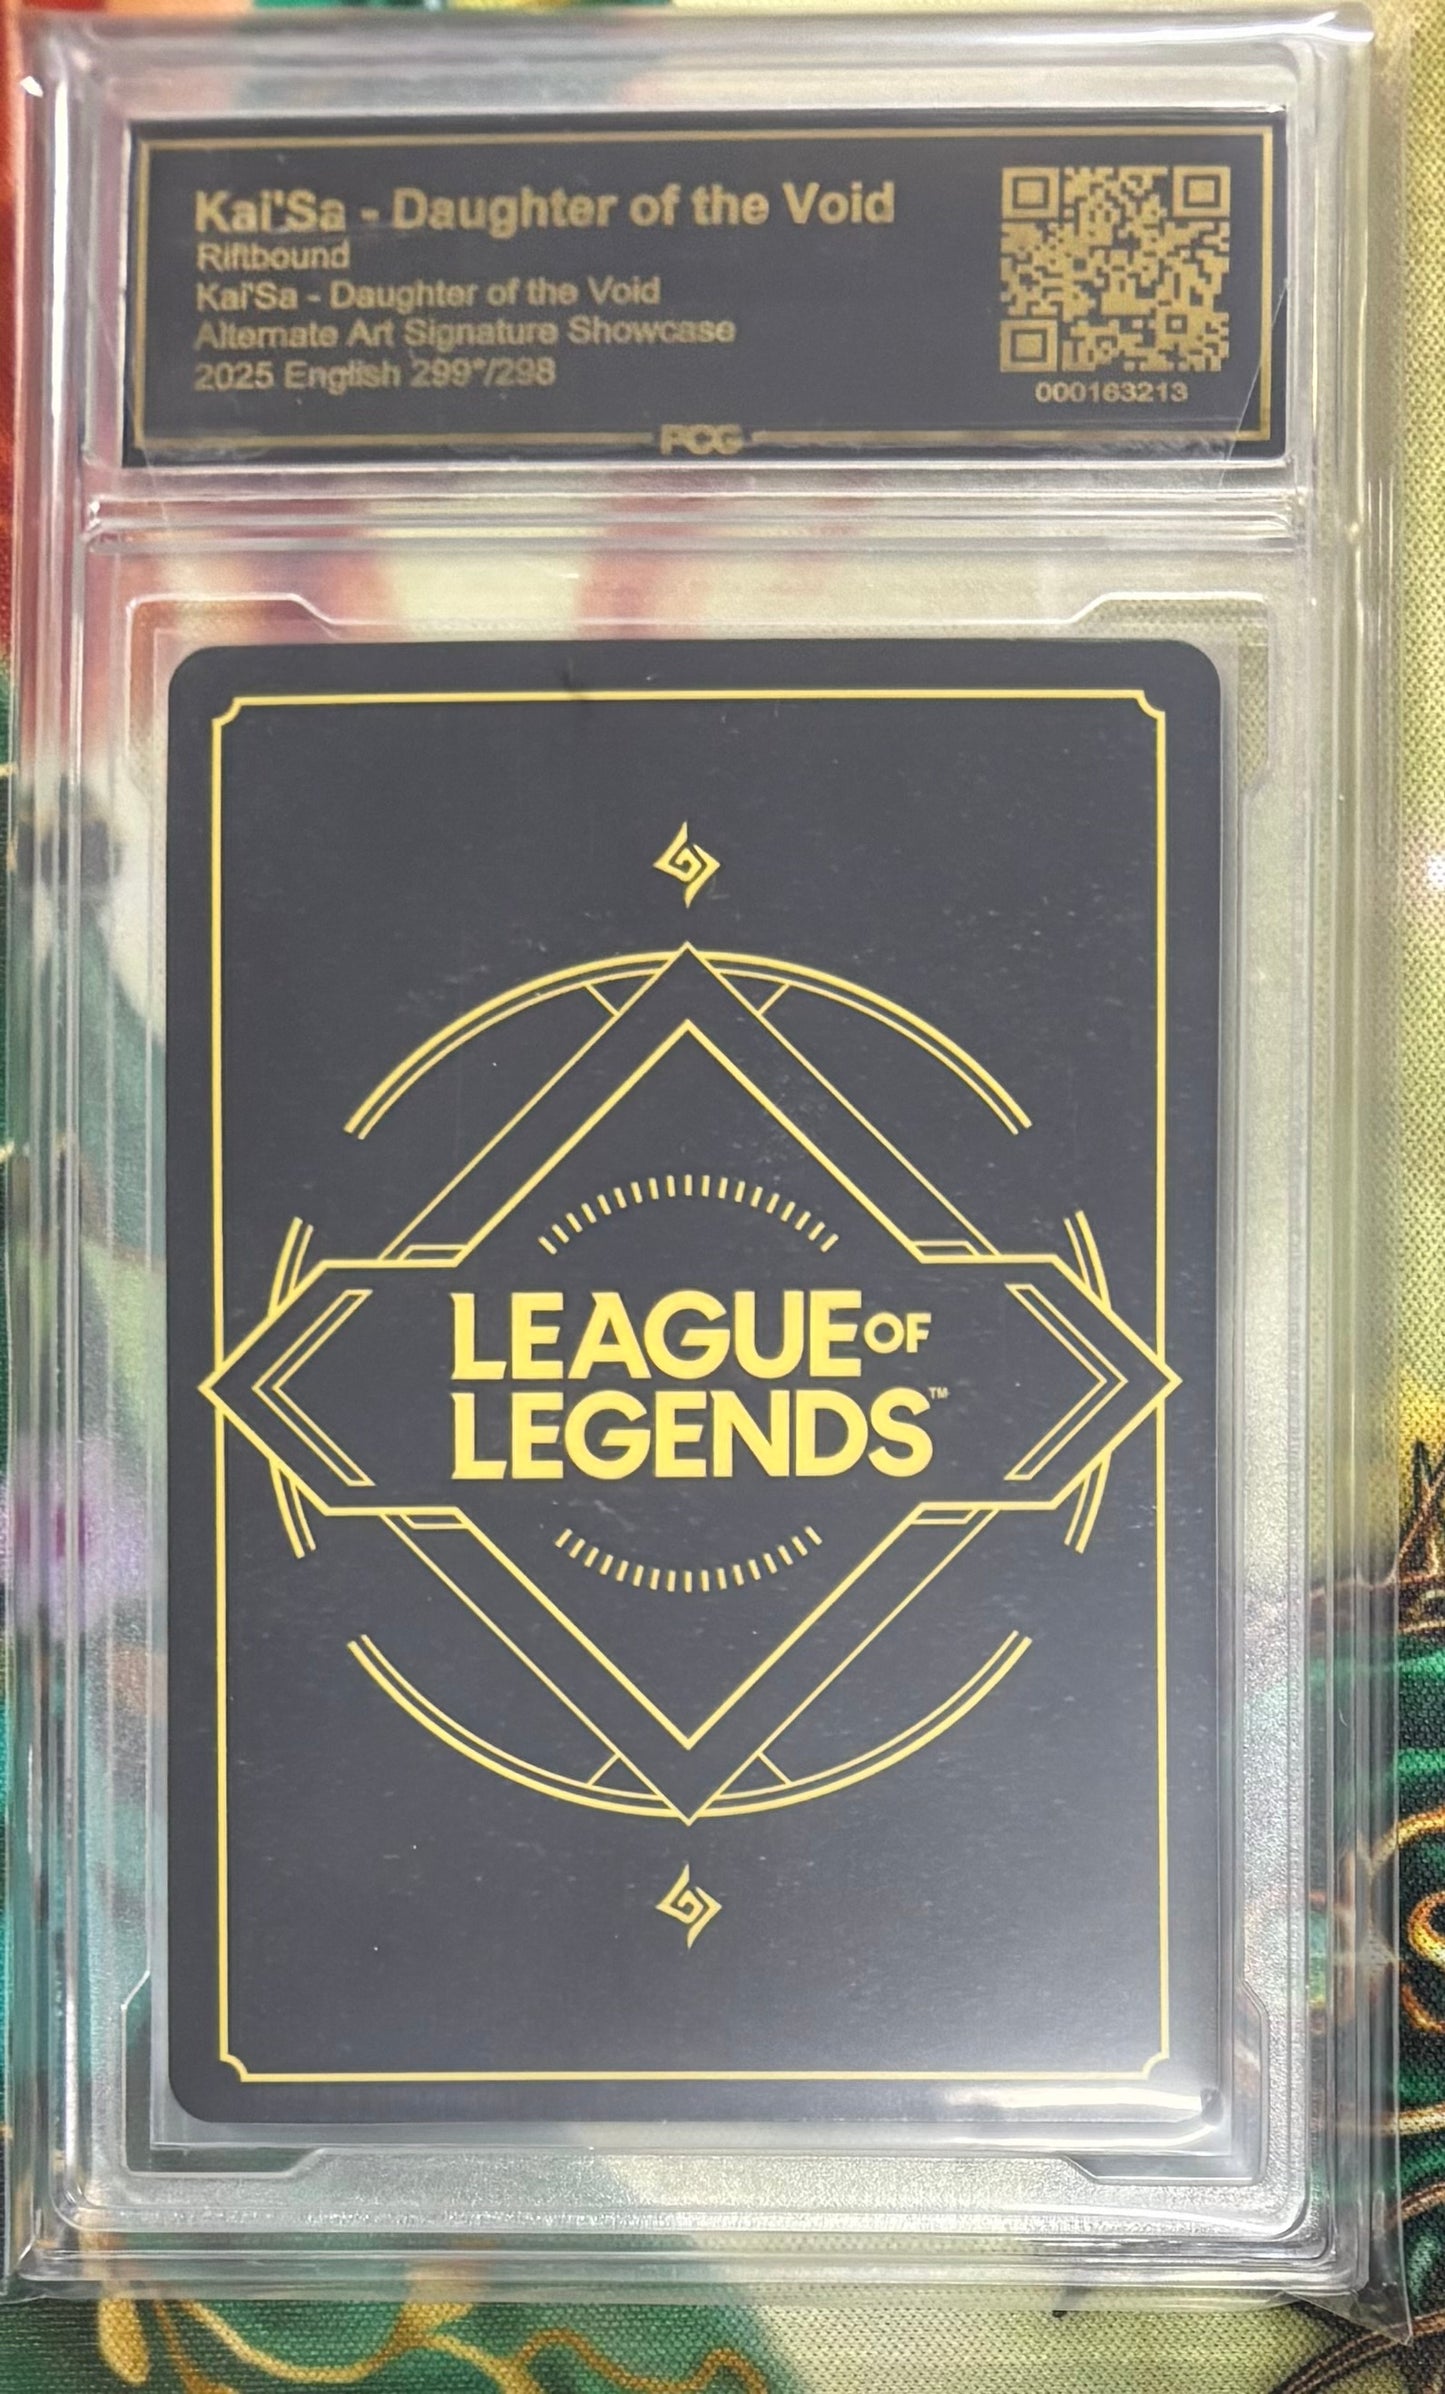 Kai'Sa - Daughter of the Void
Riftbound
Kai'Sa - Daughter of the Void
Alternate Art Signature Showcase
2025 English 299*/298
000163213
PCG
LEAGUE OF
LEGENDS™